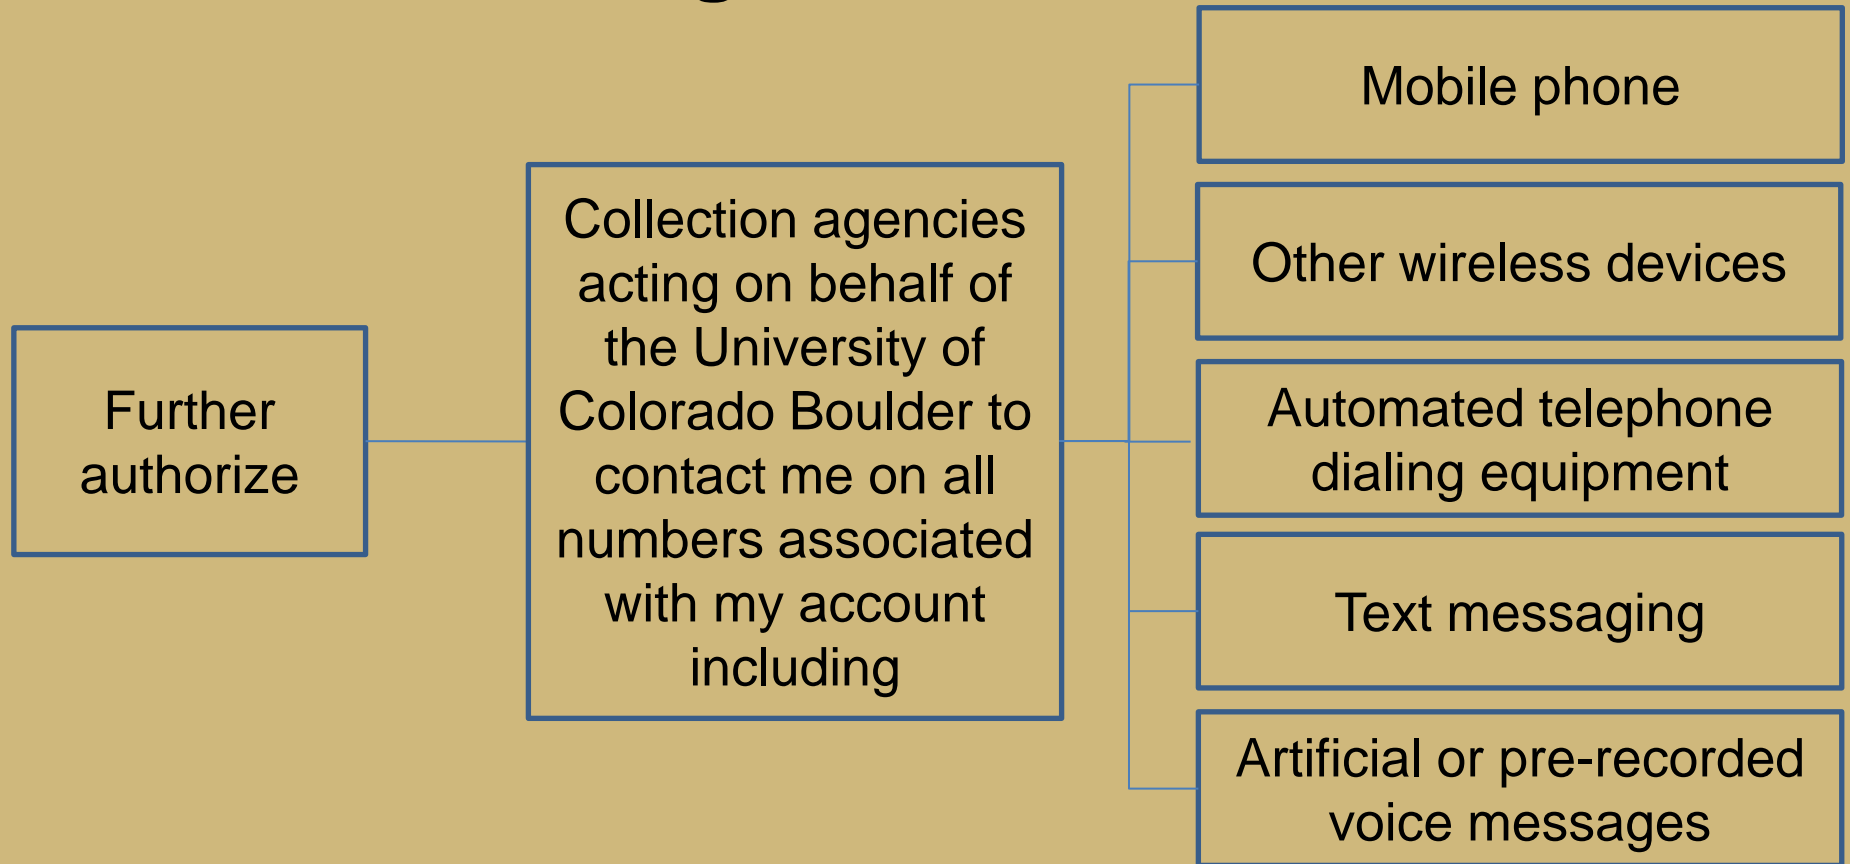 Further
authorize
Collection agencies
acting on behalf of
the University of
Colorado Boulder to
contact me on all
numbers associated
with my account
including
Mobile phone
Other wireless devices
Automated telephone
dialing equipment
Text messaging
Artificial or pre-recorded
voice messages